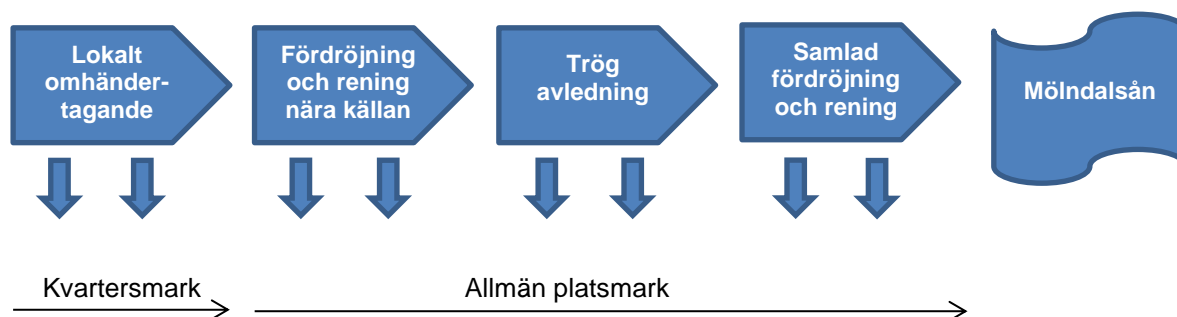 Lokalt
omhänder-
tagande
Fördröjning
och rening
nära källan
Trög
avledning
Samlad
fördröjning
och rening
Mölndalsån
Kvartersmark
Allmän platsmark